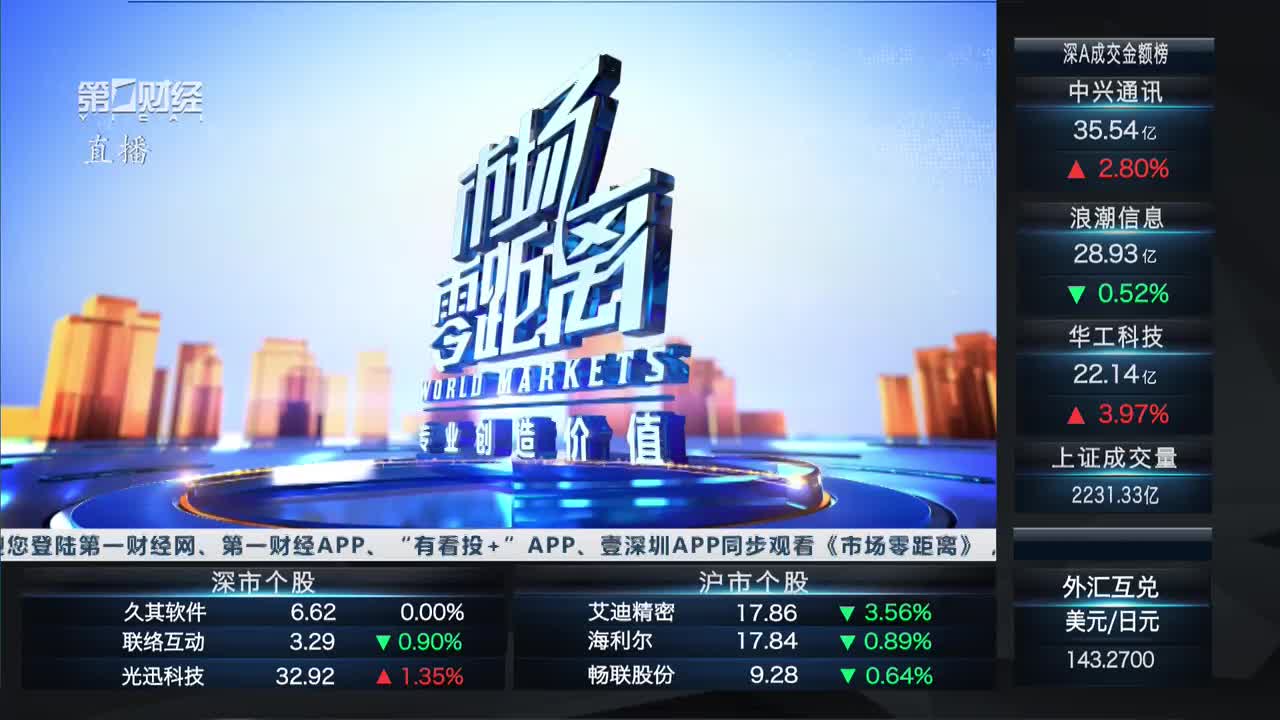 第一财经
YICAI
直播
市场
零距离
WORLD MARKETS
专业创造价值
您登陆第一财经网、第一财经APP、“有看投+”APP、壹深圳APP同步观看《市场零距离》，
深市个股
久其软件 6.62 0.00%
联络互动 3.29 ▼ 0.90%
光迅科技 32.92 ▲ 1.35%
沪市个股
艾迪精密 17.86 ▼ 3.56%
海利尔 17.84 ▼ 0.89%
畅联股份 9.28 ▼ 0.64%
深A成交金额榜
中兴通讯
35.54亿
▲ 2.80%
浪潮信息
28.93亿
▼ 0.52%
华工科技
22.14亿
▲ 3.97%
上证成交量
2231.33亿
外汇互兑
美元/日元
143.2700